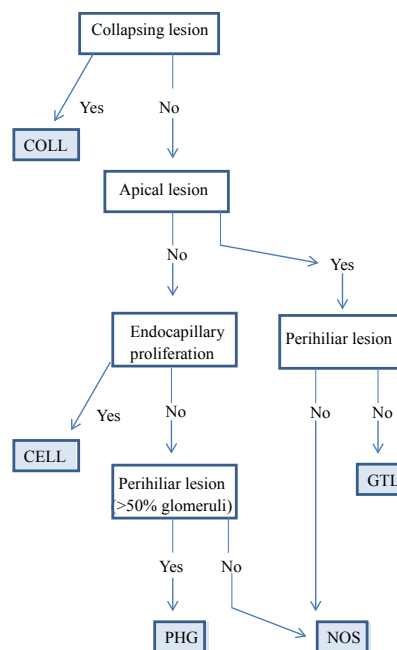 Collapsing lesion
Yes
No
COLL
Apical lesion
No
Yes
Endocapillary
proliferation
Perihiliar lesion
Yes
No
No
No
CELL
GTL
Perihiliar lesion
(>50% glomeruli)
Yes
No
PHG
NOS